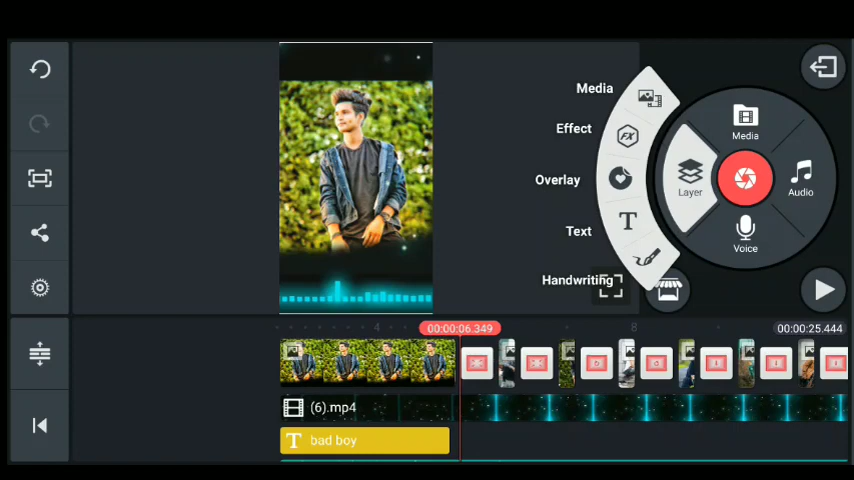 Media
Effect
Overlay
Text
Handwriting
Media
Layer
Audio
Voice
FX
T
4
00:00:06.349
8
00:00:25.444
(6).mp4
T bad boy